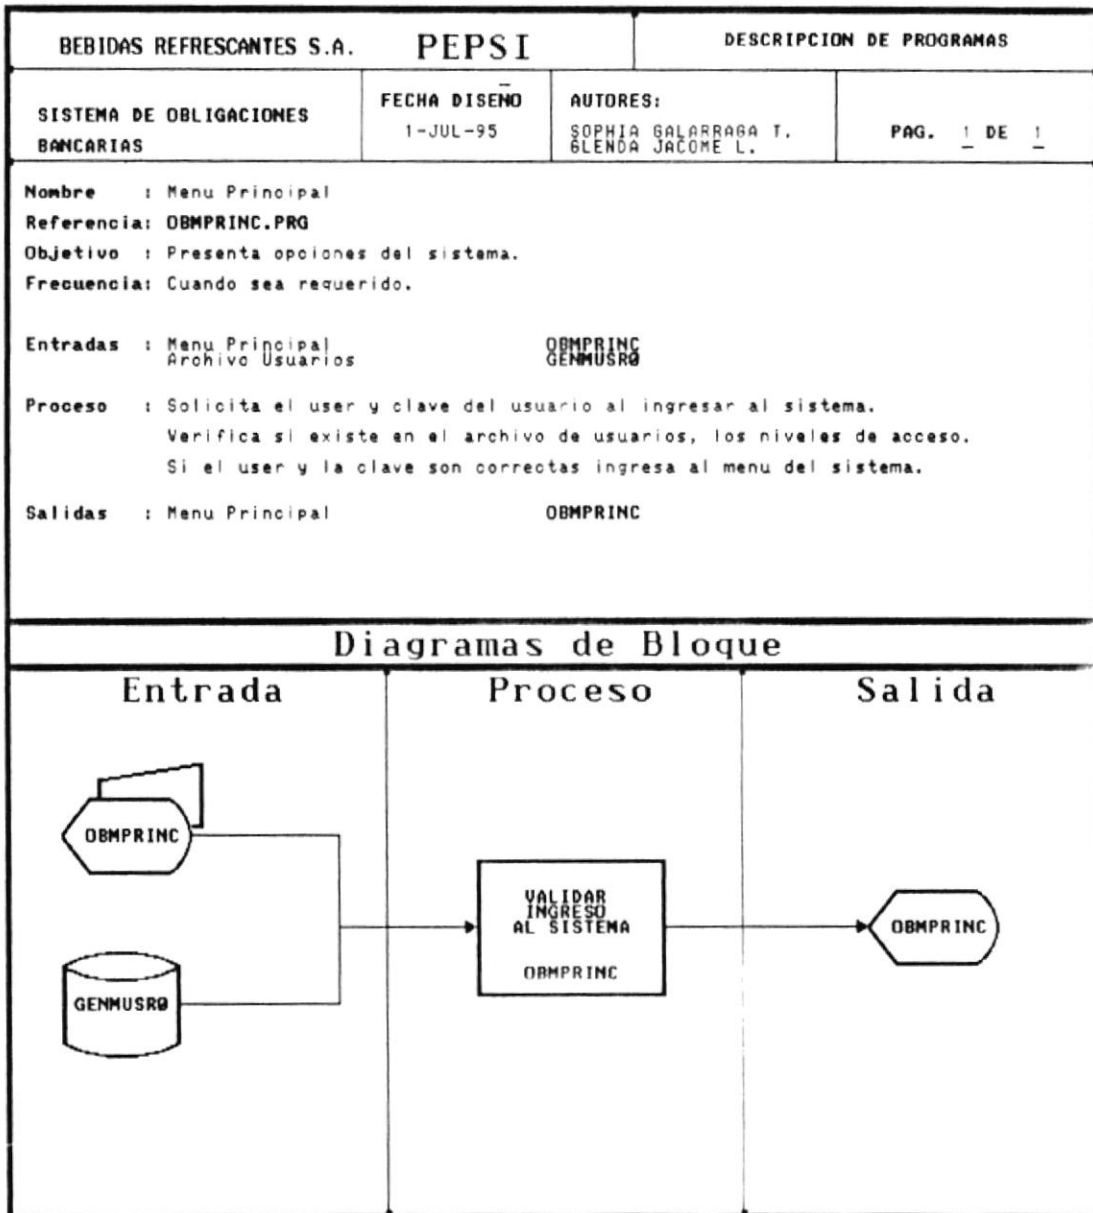 BEBIDAS REFRESCANTES S.A. PEPSI DESCRIPCION DE PROGRAMAS
SISTEMA DE OBLIGACIONES
BANCARIAS
FECHA DISEÑO
1-JUL-95
AUTORES:
SOPHIA GALARRAGA T.
GLENDA JACOME L.
PAG. 1 DE 1
Nombre : Menu Principal
Referencia: OBMPRINC.PRG
Objetivo : Presenta opciones del sistema.
Frecuencia: Cuando sea requerido.
Entradas : Menu Principal OBMPRINC
Archivo Usuarios GENMUSR0
Proceso : Solicita el user y clave del usuario al ingresar al sistema.
Verifica si existe en el archivo de usuarios, los niveles de acceso.
Si el user y la clave son correctas ingresa al menu del sistema.
Salidas : Menu Principal OBMPRINC
Diagramas de Bloque
Entrada Proceso Salida
OBMPRINC
GENMUSR0
VALIDAR
INGRESO
AL SISTEMA
OBMPRINC
OBMPRINC